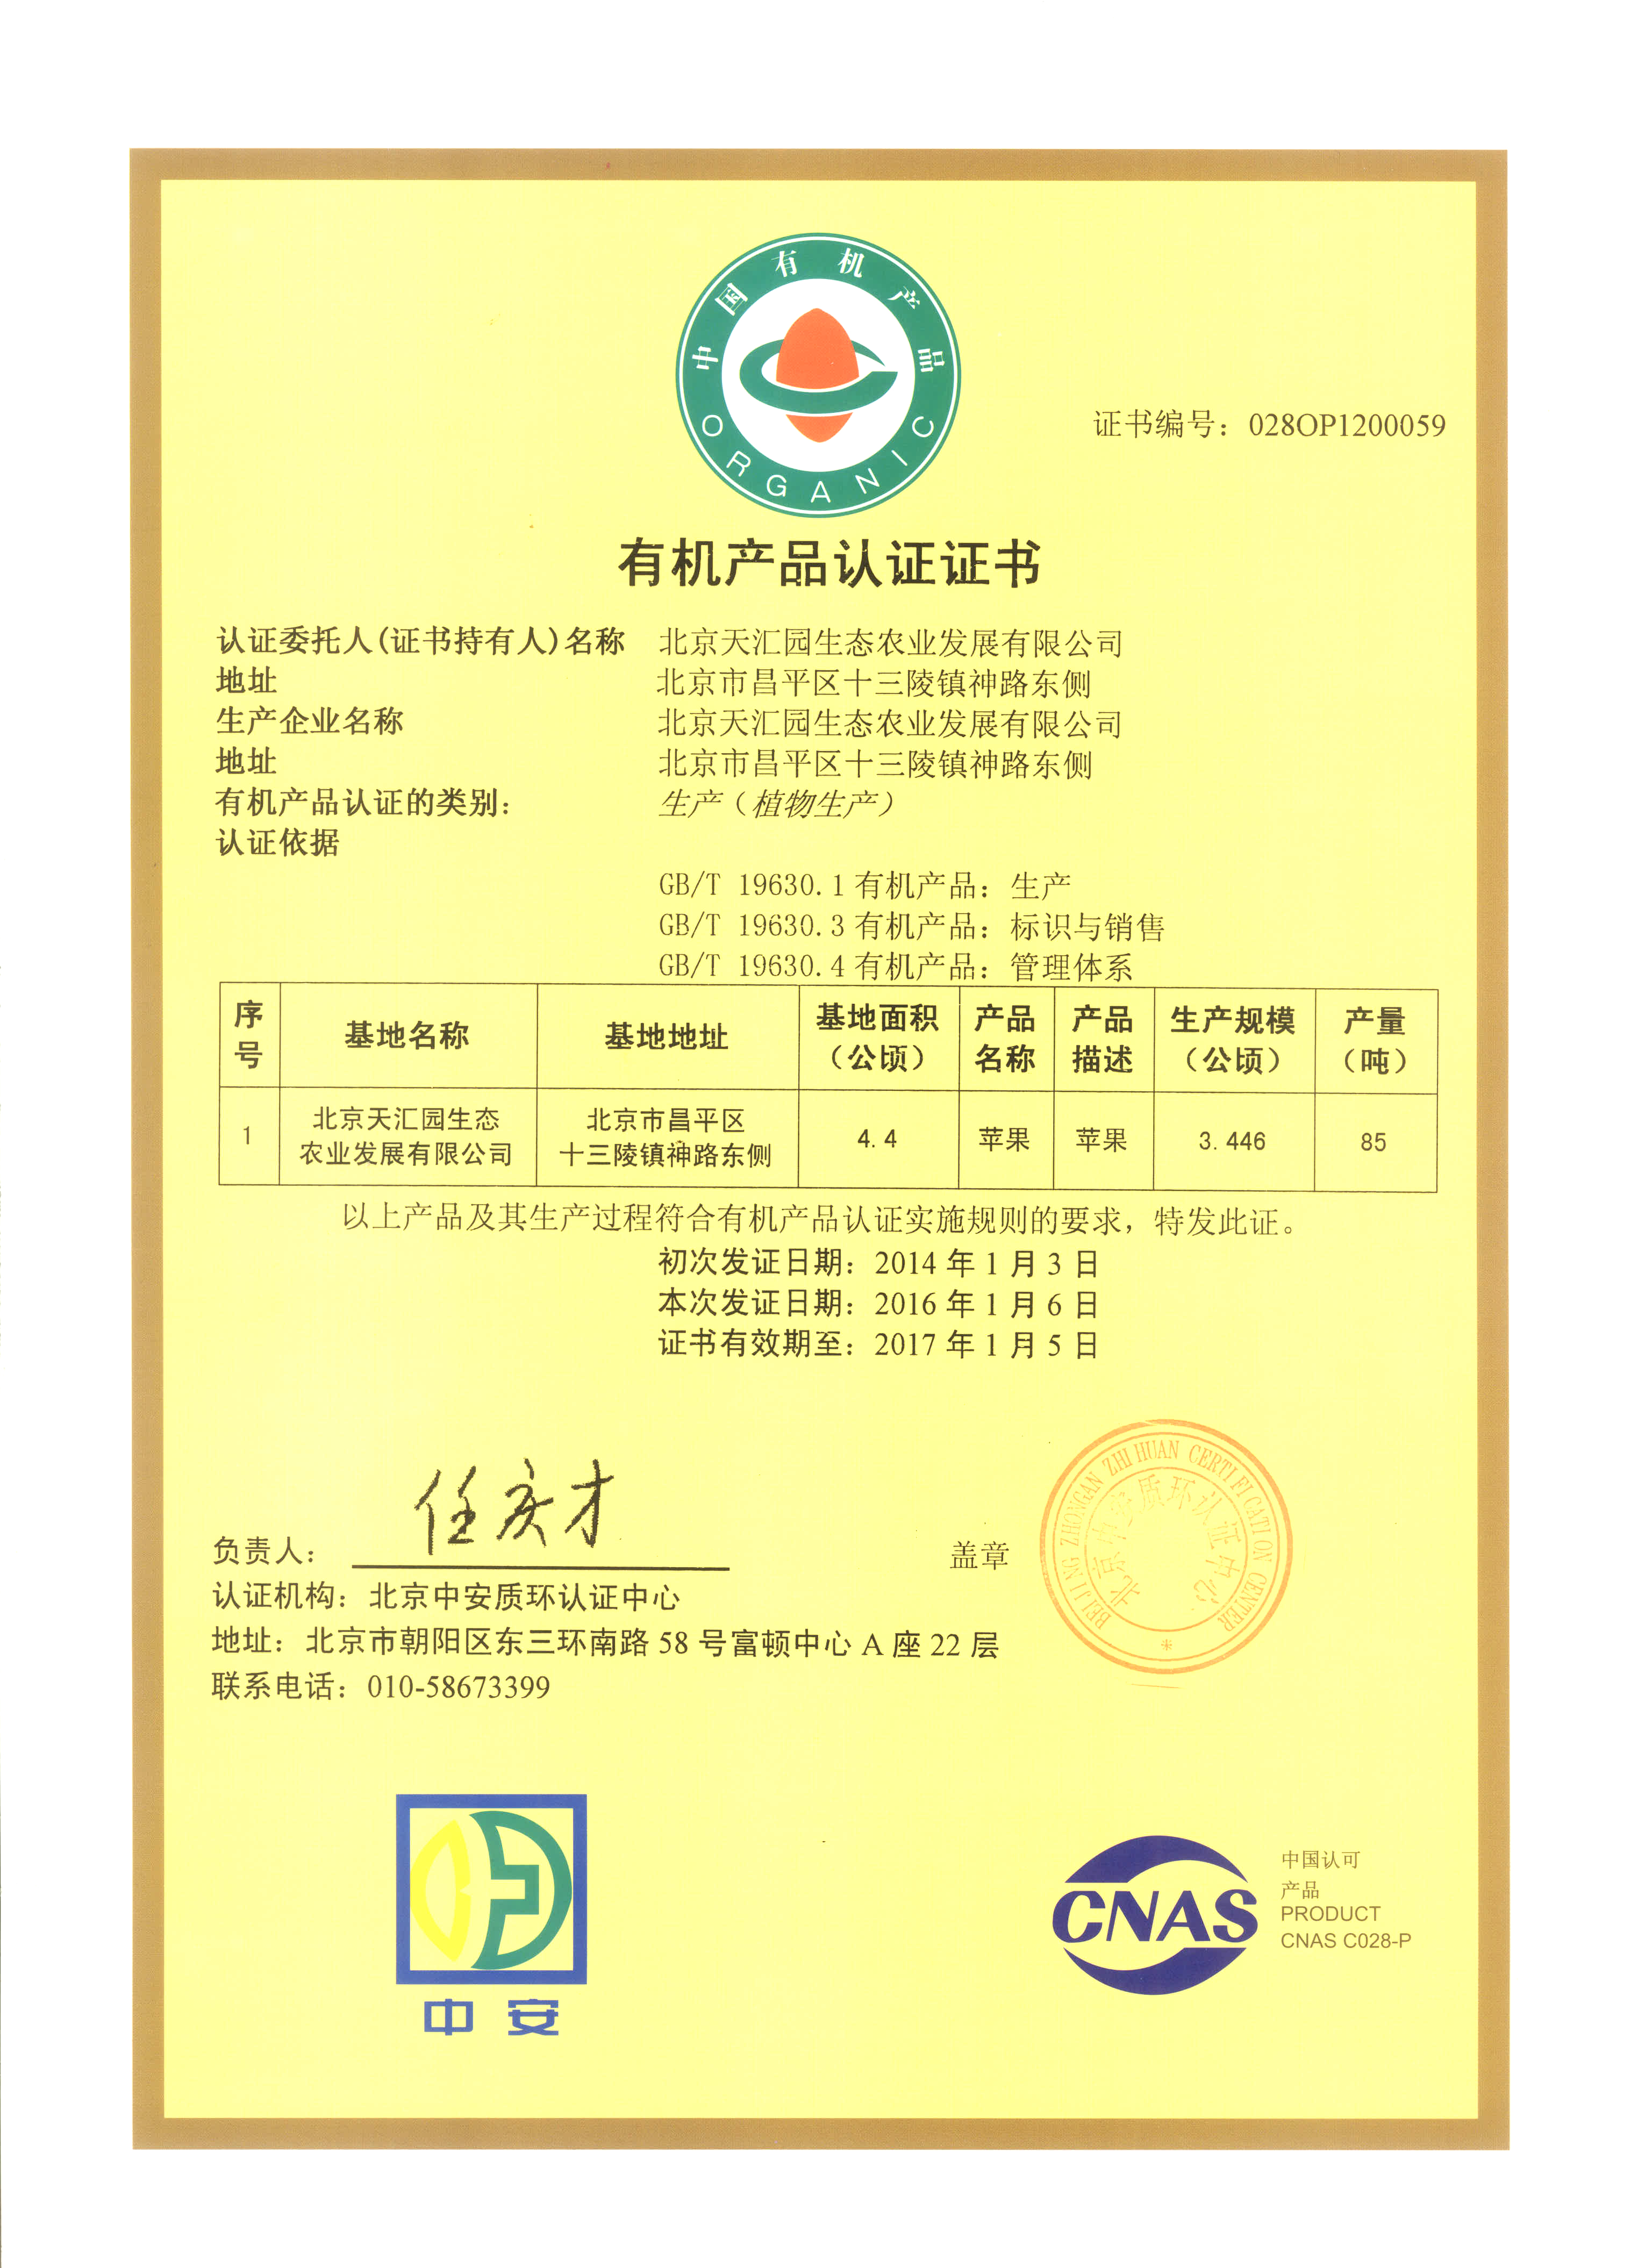 中国有机产品
ORGANIC
证书编号：028OP1200059
有机产品认证证书
认证委托人(证书持有人)名称 北京天汇园生态农业发展有限公司
地址 北京市昌平区十三陵镇神路东侧
生产企业名称 北京天汇园生态农业发展有限公司
地址 北京市昌平区十三陵镇神路东侧
有机产品认证的类别： 生产（植物生产）
认证依据
GB/T 19630.1 有机产品：生产
GB/T 19630.3 有机产品：标识与销售
GB/T 19630.4 有机产品：管理体系
序号 基地名称 基地地址 基地面积（公顷） 产品名称 产品描述 生产规模（公顷） 产量（吨）
1 北京天汇园生态农业发展有限公司 北京市昌平区十三陵镇神路东侧 4.4 苹果 苹果 3.446 85
以上产品及其生产过程符合有机产品认证实施规则的要求，特发此证。
初次发证日期：2014 年 1 月 3 日
本次发证日期：2016 年 1 月 6 日
证书有效期至：2017 年 1 月 5 日
负责人： 任庆才
盖章
BEIJING ZHONGAN ZHI HUAN CERTIFICATION CENTER
北京中安质环认证中心
认证机构：北京中安质环认证中心
地址：北京市朝阳区东三环南路 58 号富顿中心 A 座 22 层
联系电话：010-58673399
中安
CNAS
中国认可
产品
PRODUCT
CNAS C028-P